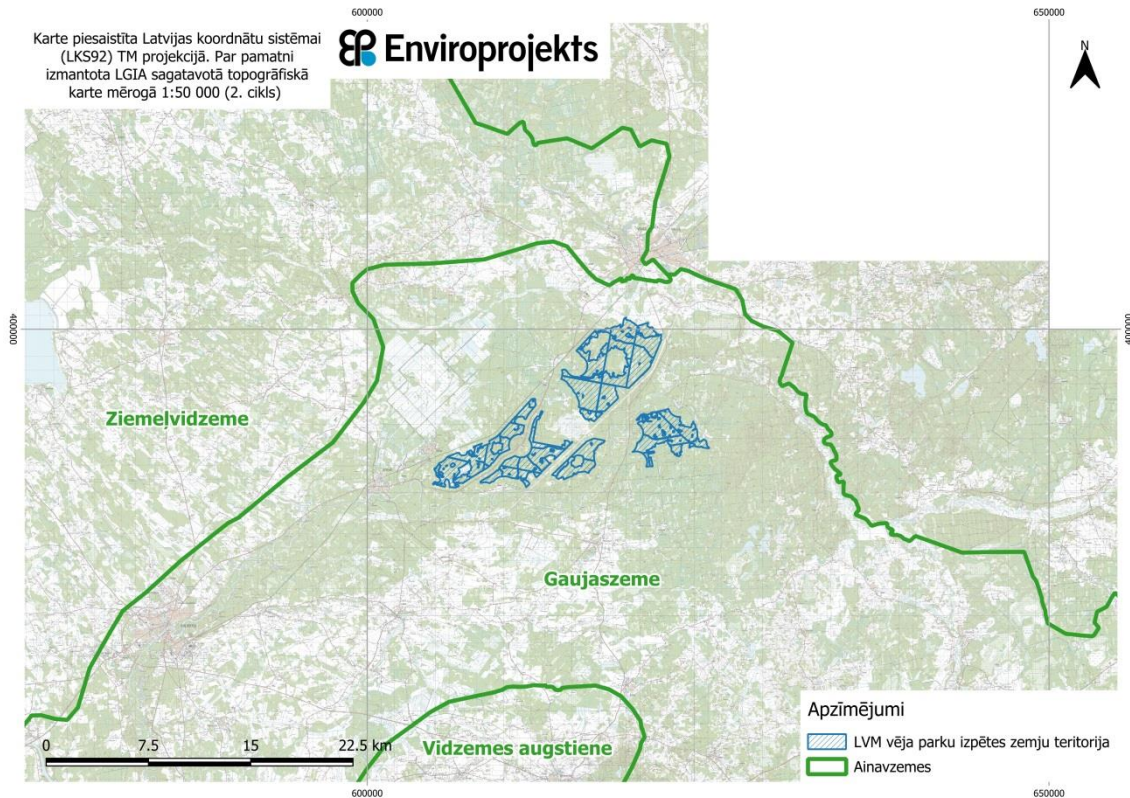 600000
650000
Karte piesaistīta Latvijas koordnātu sistēmai
(LKS92) TM projekcijā. Par pamatni
izmantota LGIA sagatavotā topogrāfiskā
karte mērogā 1:50 000 (2. cikls)
EP Enviroprojekts
N
400000
400000
Ziemeļvidzeme
Gaujaszeme
Vidzemes augstiene
0 7.5 15 22.5 km
Apzīmējumi
LVM vēja parku izpētes zemju teritorija
Ainavzemes
600000
650000